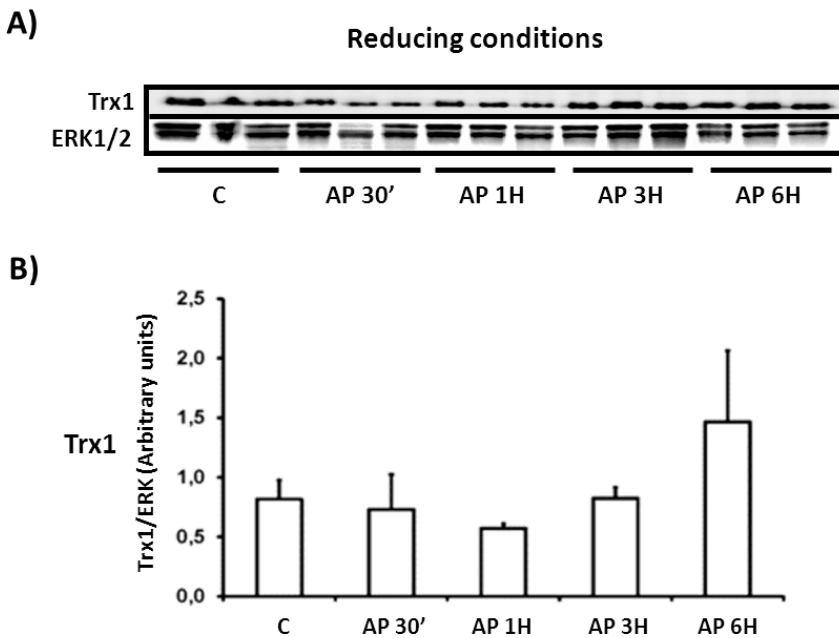 A)
Reducing conditions
Trx1
ERK1/2
C AP 30’ AP 1H AP 3H AP 6H
B)
Trx1
Trx1/ERK (Arbitrary units)
2,5
2,0
1,5
1,0
0,5
0,0
C AP 30’ AP 1H AP 3H AP 6H